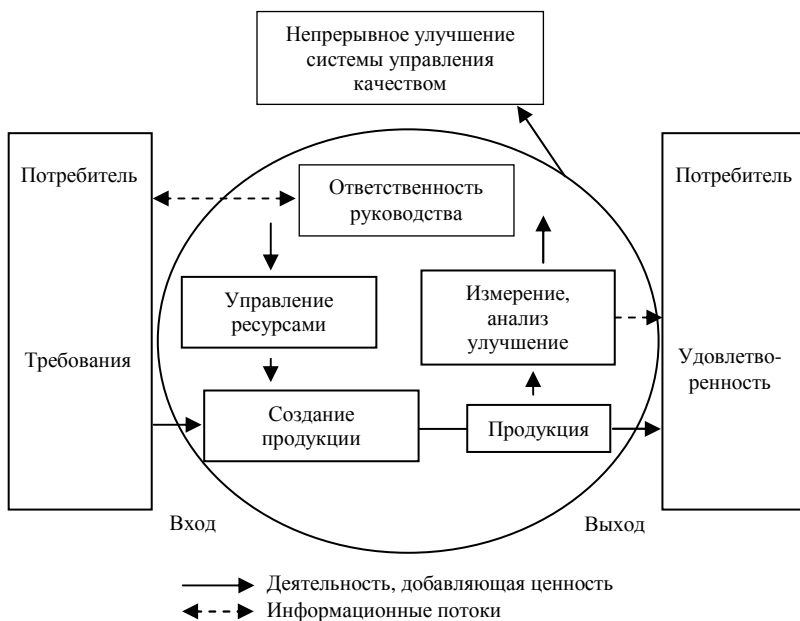 Непрерывное улучшение
системы управления
качеством
Потребитель
Требования
Ответственность
руководства
Управление
ресурсами
Создание
продукции
Измерение,
анализ
улучшение
Продукция
Потребитель
Удовлетво-
ренность
Вход
Выход
Деятельность, добавляющая ценность
Информационные потоки